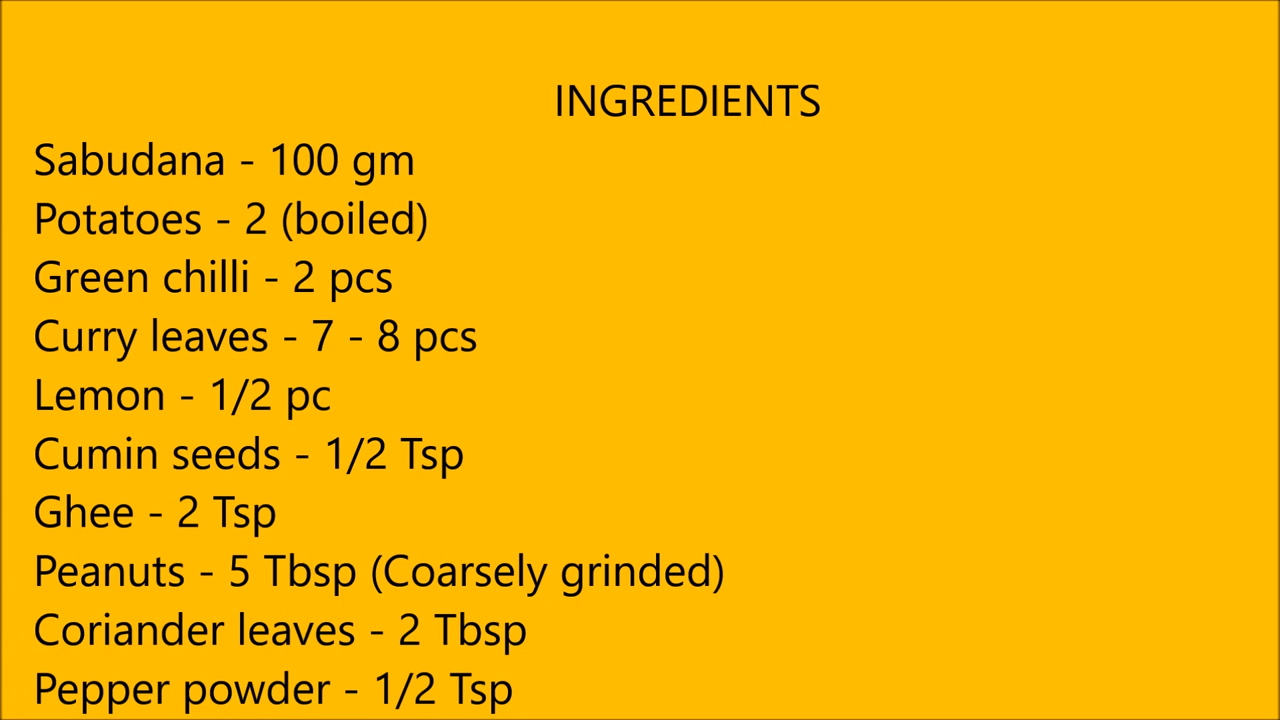 INGREDIENTS
Sabudana - 100 gm
Potatoes - 2 (boiled)
Green chilli - 2 pcs
Curry leaves - 7 - 8 pcs
Lemon - 1/2 pc
Cumin seeds - 1/2 Tsp
Ghee - 2 Tsp
Peanuts - 5 Tbsp (Coarsely grinded)
Coriander leaves - 2 Tbsp
Pepper powder - 1/2 Tsp